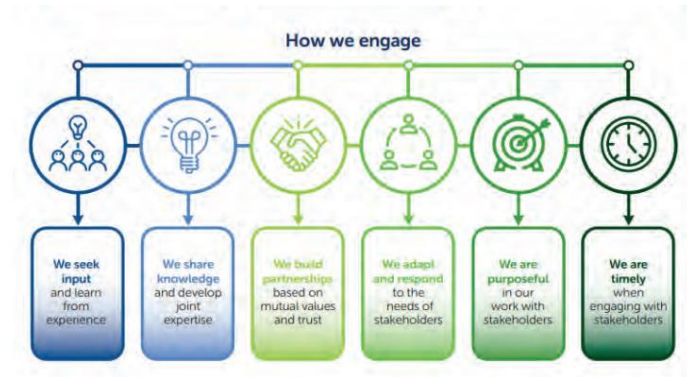 How we engage
We seek
input
and learn
from
experience
We share
knowledge
and develop
joint
expertise
We build
partnerships
based on
mutual values
and trust
We adapt
and respond
to the
needs of
stakeholders
We are
purposeful
in our
work with
stakeholders
We are
timely
when
engaging with
stakeholders